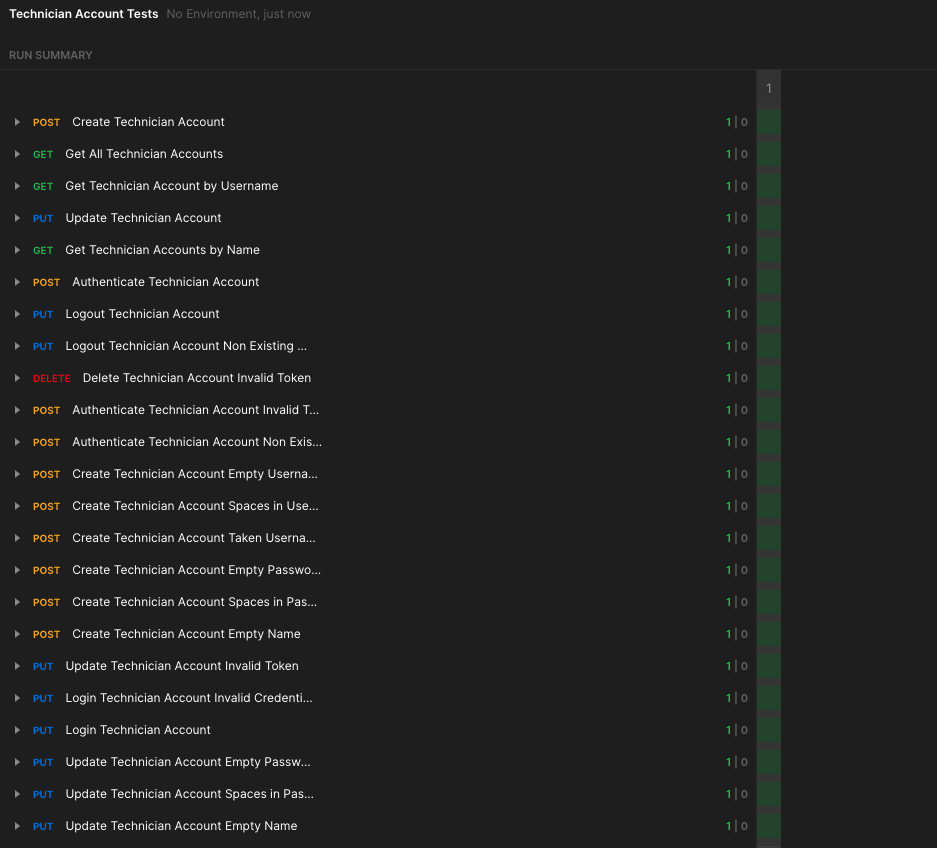 Technician Account Tests No Environment, just now
RUN SUMMARY
1
POST Create Technician Account 1 | 0
GET Get All Technician Accounts 1 | 0
GET Get Technician Account by Username 1 | 0
PUT Update Technician Account 1 | 0
GET Get Technician Accounts by Name 1 | 0
POST Authenticate Technician Account 1 | 0
PUT Logout Technician Account 1 | 0
PUT Logout Technician Account Non Existing ... 1 | 0
DELETE Delete Technician Account Invalid Token 1 | 0
POST Authenticate Technician Account Invalid T... 1 | 0
POST Authenticate Technician Account Non Exis... 1 | 0
POST Create Technician Account Empty Userna... 1 | 0
POST Create Technician Account Spaces in Use... 1 | 0
POST Create Technician Account Taken Userna... 1 | 0
POST Create Technician Account Empty Passwo... 1 | 0
POST Create Technician Account Spaces in Pas... 1 | 0
POST Create Technician Account Empty Name 1 | 0
PUT Update Technician Account Invalid Token 1 | 0
PUT Login Technician Account Invalid Credenti... 1 | 0
PUT Login Technician Account 1 | 0
PUT Update Technician Account Empty Passw... 1 | 0
PUT Update Technician Account Spaces in Pas... 1 | 0
PUT Update Technician Account Empty Name 1 | 0